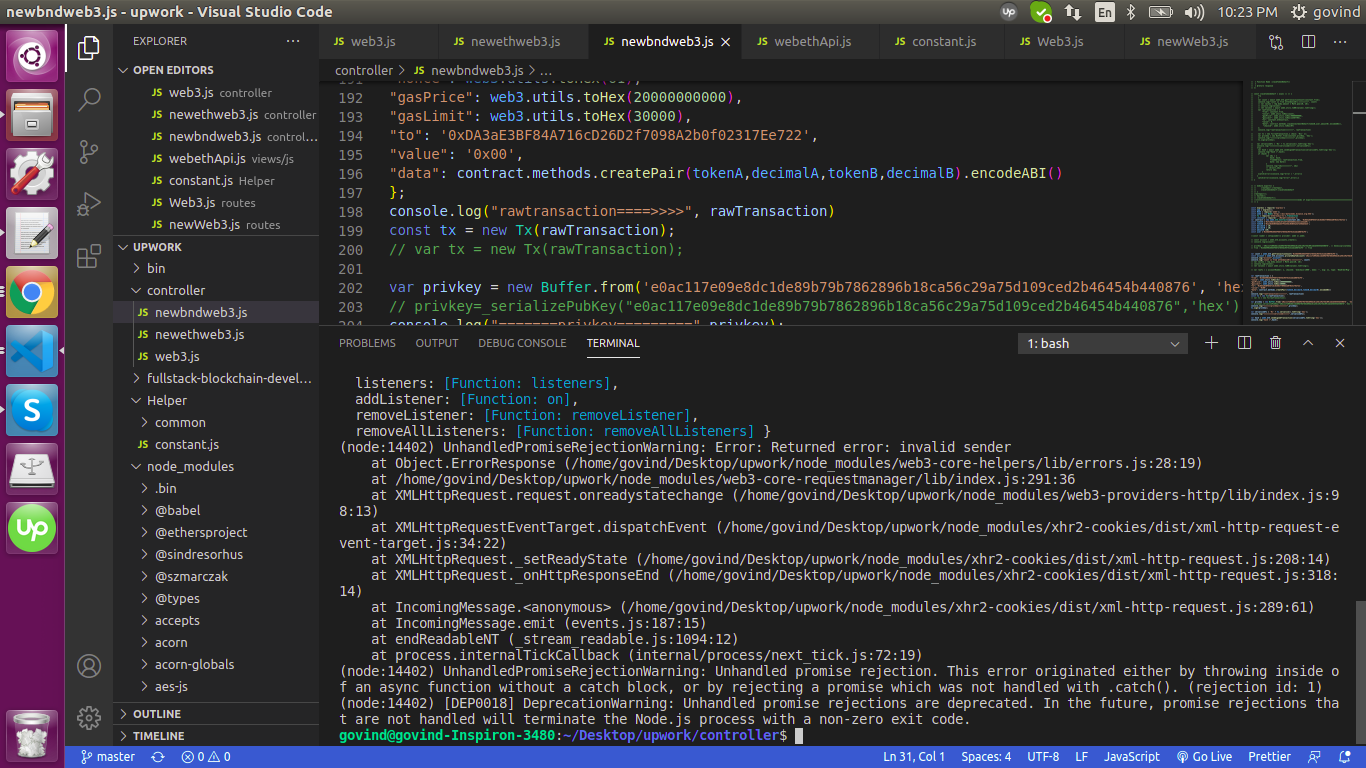 newbndweb3.js - upwork - Visual Studio Code
En
10:23 PM
govind
EXPLORER
OPEN EDITORS
web3.js controller
newethweb3.js controller
newbndweb3.js control...
webethApi.js views/js
constant.js Helper
Web3.js routes
newWeb3.js routes
UPWORK
bin
controller
newbndweb3.js
newethweb3.js
web3.js
fullstack-blockchain-devel...
Helper
common
constant.js
node_modules
.bin
@babel
@ethersproject
@sindresorhus
@szmarczak
@types
accepts
acorn
acorn-globals
aes-js
OUTLINE
TIMELINE
JS web3.js
JS newethweb3.js
JS newbndweb3.js
JS webethApi.js
JS constant.js
JS Web3.js
JS newWeb3.js
controller > JS newbndweb3.js > ...
192 "gasPrice": web3.utils.toHex(20000000000),
193 "gasLimit": web3.utils.toHex(30000),
194 "to": '0xDA3aE3BF84A716cD26D2f7098A2b0f02317Ee722',
195 "value": '0x00',
196 "data": contract.methods.createPair(tokenA,decimalA,tokenB,decimalB).encodeABI()
197 };
198 console.log("rawtransaction====>>>>", rawTransaction)
199 const tx = new Tx(rawTransaction);
200 // var tx = new Tx(rawTransaction);
201
202 var privkey = new Buffer.from('e0ac117e09e8dc1de89b79b7862896b18ca56c29a75d109ced2b46454b440876', 'hex
203 // privkey=_serializePubKey("e0ac117e09e8dc1de89b79b7862896b18ca56c29a75d109ced2b46454b440876",'hex')
PROBLEMS
OUTPUT
DEBUG CONSOLE
TERMINAL
1: bash
listeners: [Function: listeners],
addListener: [Function: on],
removeListener: [Function: removeListener],
removeAllListeners: [Function: removeAllListeners] }
(node:14402) UnhandledPromiseRejectionWarning: Error: Returned error: invalid sender
at Object.ErrorResponse (/home/govind/Desktop/upwork/node_modules/web3-core-helpers/lib/errors.js:28:19)
at /home/govind/Desktop/upwork/node_modules/web3-core-requestmanager/lib/index.js:291:36
at XMLHttpRequest.request.onreadystatechange (/home/govind/Desktop/upwork/node_modules/web3-providers-http/lib/index.js:9
8:13)
at XMLHttpRequestEventTarget.dispatchEvent (/home/govind/Desktop/upwork/node_modules/xhr2-cookies/dist/xml-http-request-e
vent-target.js:34:22)
at XMLHttpRequest._setReadyState (/home/govind/Desktop/upwork/node_modules/xhr2-cookies/dist/xml-http-request.js:208:14)
at XMLHttpRequest._onHttpResponseEnd (/home/govind/Desktop/upwork/node_modules/xhr2-cookies/dist/xml-http-request.js:318:
14)
at IncomingMessage.<anonymous> (/home/govind/Desktop/upwork/node_modules/xhr2-cookies/dist/xml-http-request.js:289:61)
at IncomingMessage.emit (events.js:187:15)
at endReadableNT (_stream_readable.js:1094:12)
at process.internalTickCallback (internal/process/next_tick.js:72:19)
(node:14402) UnhandledPromiseRejectionWarning: Unhandled promise rejection. This error originated either by throwing inside o
f an async function without a catch block, or by rejecting a promise which was not handled with .catch(). (rejection id: 1)
(node:14402) [DEP0018] DeprecationWarning: Unhandled promise rejections are deprecated. In the future, promise rejections tha
t are not handled will terminate the Node.js process with a non-zero exit code.
govind@govind-Inspiron-3480:~/Desktop/upwork/controller$
master
0
0
Ln 31, Col 1
Spaces: 4
UTF-8
LF
JavaScript
Go Live
Prettier